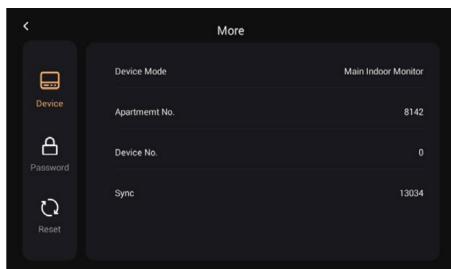 More
Device
Password
Reset
Device Mode Main Indoor Monitor
Apartmemt No. 8142
Device No. 0
Sync 13034